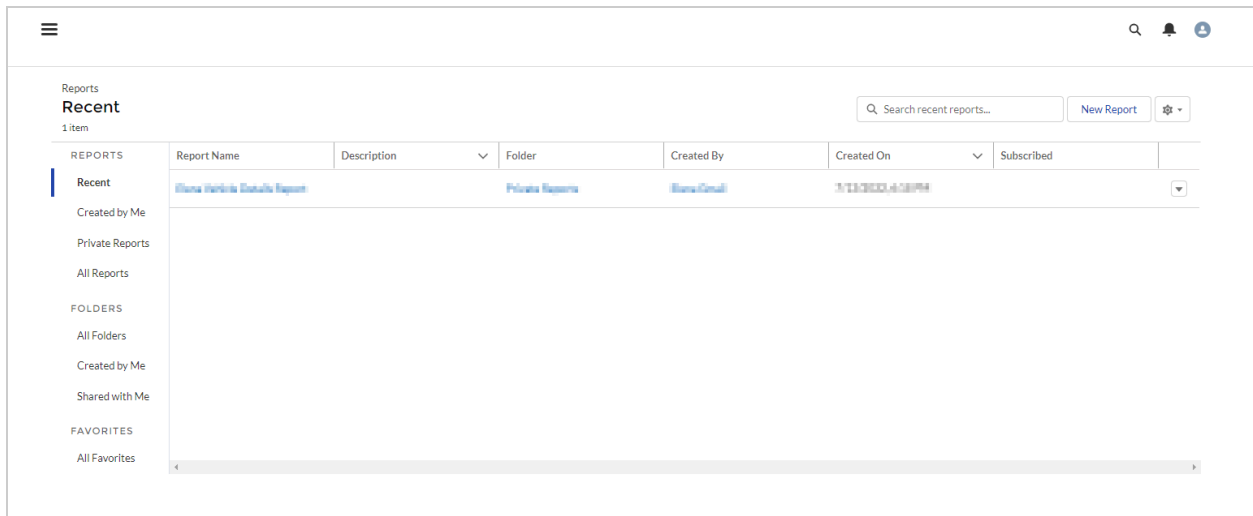 Reports
Recent
1 item
Search recent reports...
New Report
REPORTS
Report Name Description Folder Created By Created On Subscribed
Recent
Created by Me
Private Reports
All Reports
FOLDERS
All Folders
Created by Me
Shared with Me
FAVORITES
All Favorites